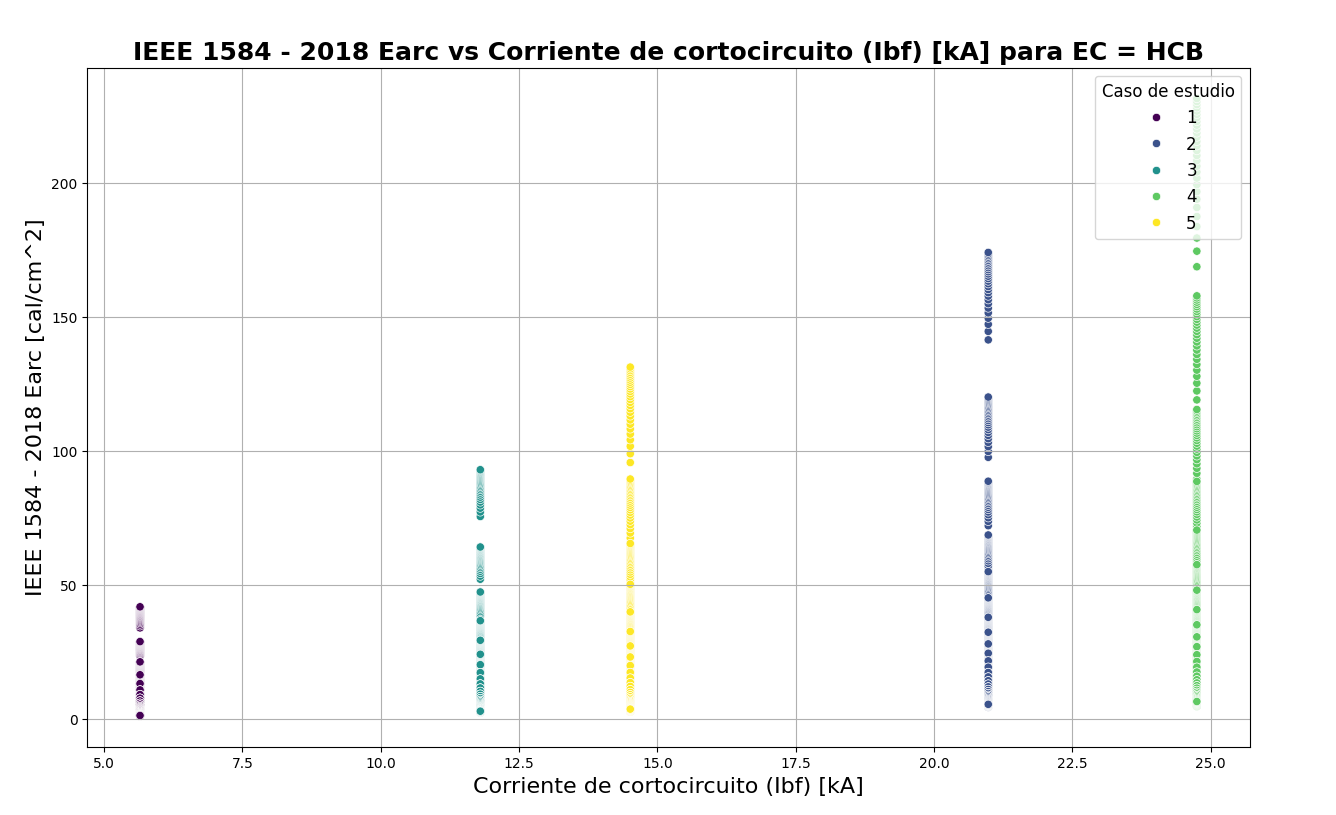 IEEE 1584 - 2018 Earc vs Corriente de cortocircuito (Ibf) [kA] para EC = HCB
Caso de estudio
1
2
3
4
5
IEEE 1584 - 2018 Earc [cal/cm^2]
200
150
100
50
0
5.0 7.5 10.0 12.5 15.0 17.5 20.0 22.5 25.0
Corriente de cortocircuito (Ibf) [kA]